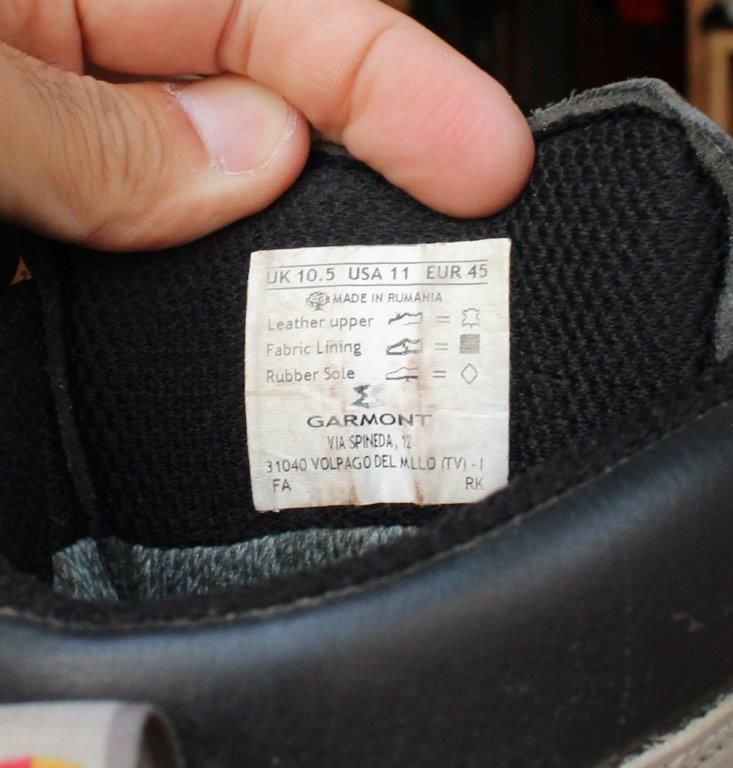 UK 10.5 USA 11 EUR 45
MADE IN RUMANIA
Leather upper =
Fabric Lining =
Rubber Sole =
GARMONT
VIA SPINEDA, 12
31040 VOLPAGO DEL M.LLO (TV) - I
FA RK